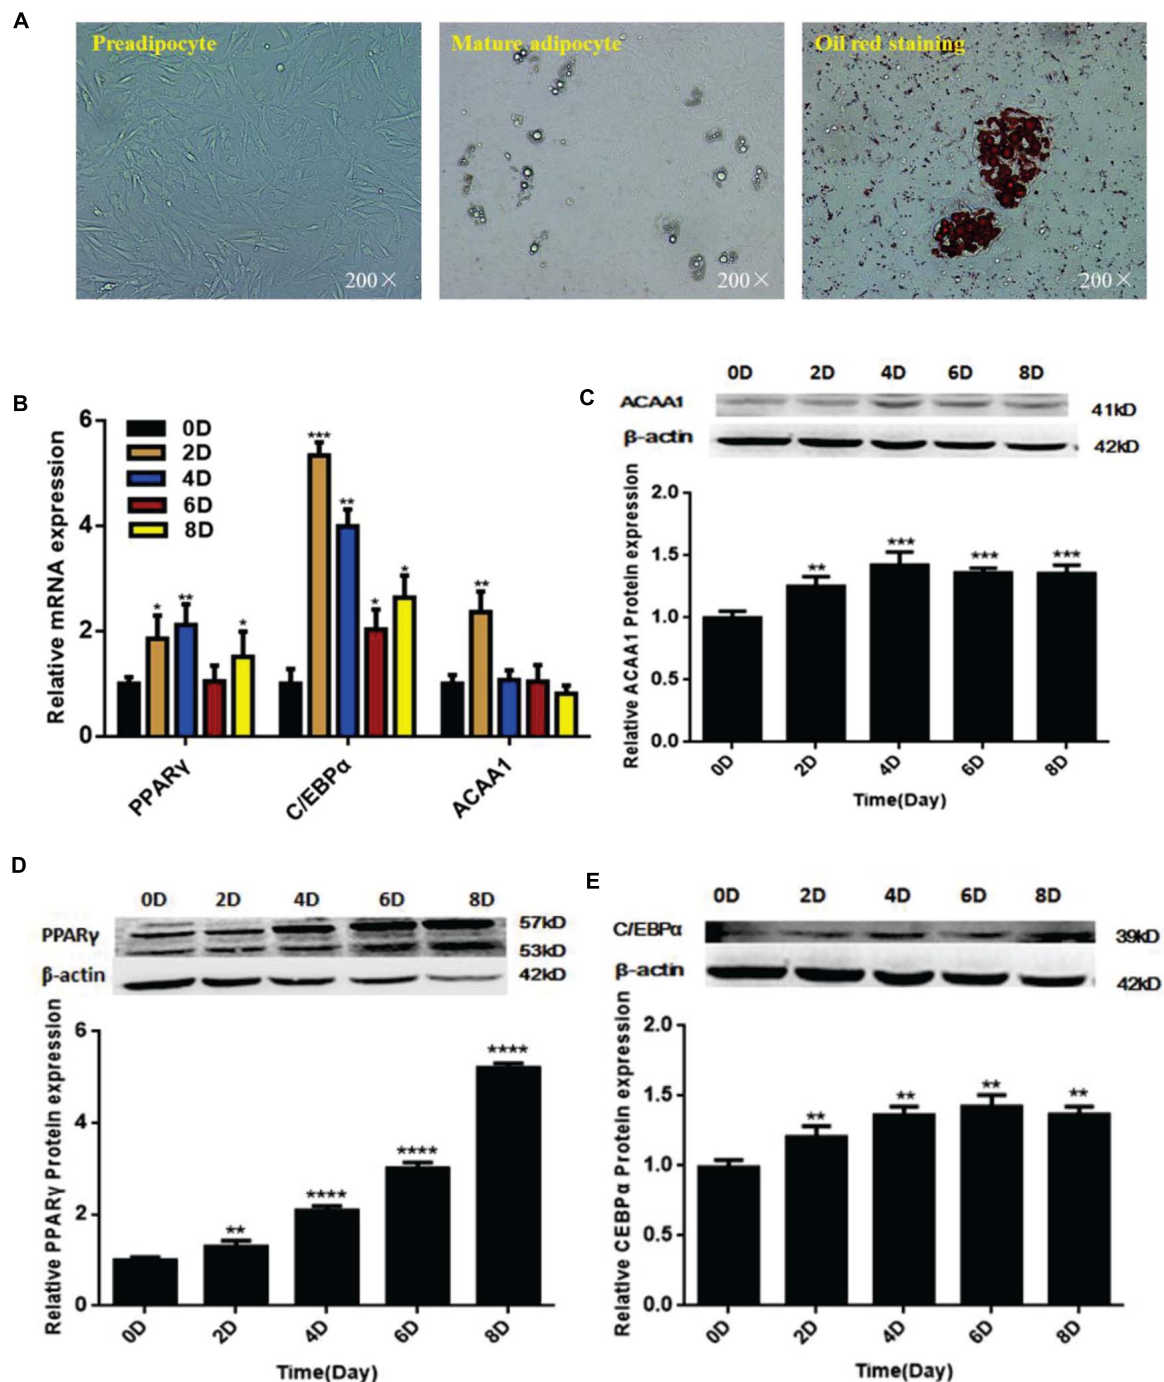 A
Preadipocyte
200×
Mature adipocyte
200×
Oil red staining
200×
B
Relative mRNA expression
6
4
2
0
0D
2D
4D
6D
8D
* ** *
*** ** * *
**
PPARγ
C/EBPα
ACAA1
C
0D 2D 4D 6D 8D
ACAA1 41kD
β-actin 42kD
Relative ACAA1 Protein expression
2.0
1.5
1.0
0.5
0.0
** *** *** ***
0D 2D 4D 6D 8D
Time(Day)
D
0D 2D 4D 6D 8D
PPARγ 57kD
53kD
β-actin 42kD
Relative PPARγ Protein expression
6
4
2
0
** **** **** ****
0D 2D 4D 6D 8D
Time(Day)
E
0D 2D 4D 6D 8D
C/EBPα 39kD
β-actin 42kD
Relative CEBPα Protein expression
2.0
1.5
1.0
0.5
0.0
** ** ** **
0D 2D 4D 6D 8D
Time(Day)